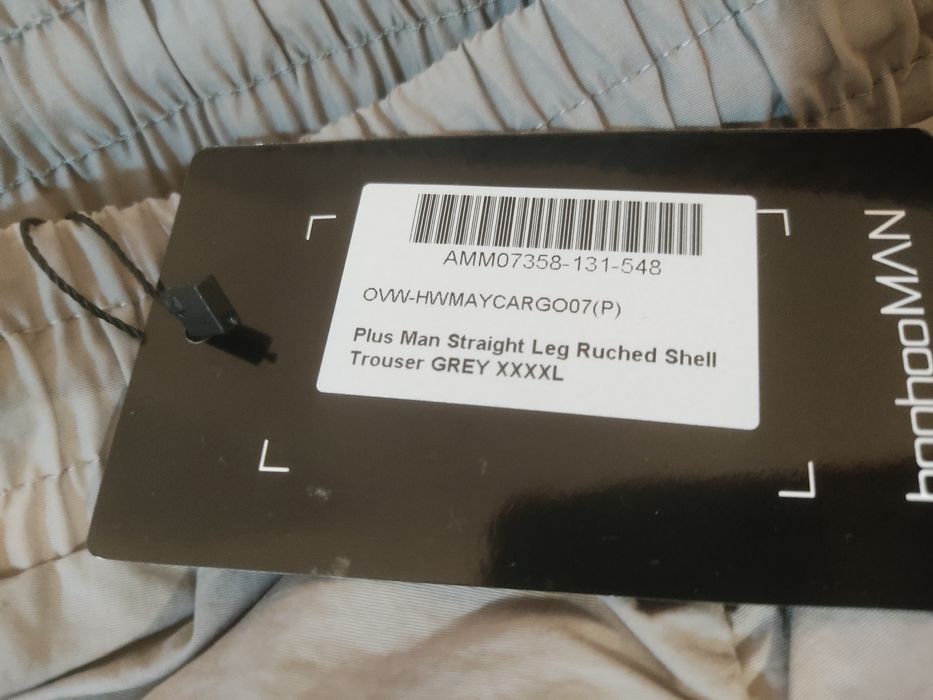 AMM07358-131-548
OVW-HWMAYCARGO07(P)
Plus Man Straight Leg Ruched Shell
Trouser GREY XXXXL
boohooMAN